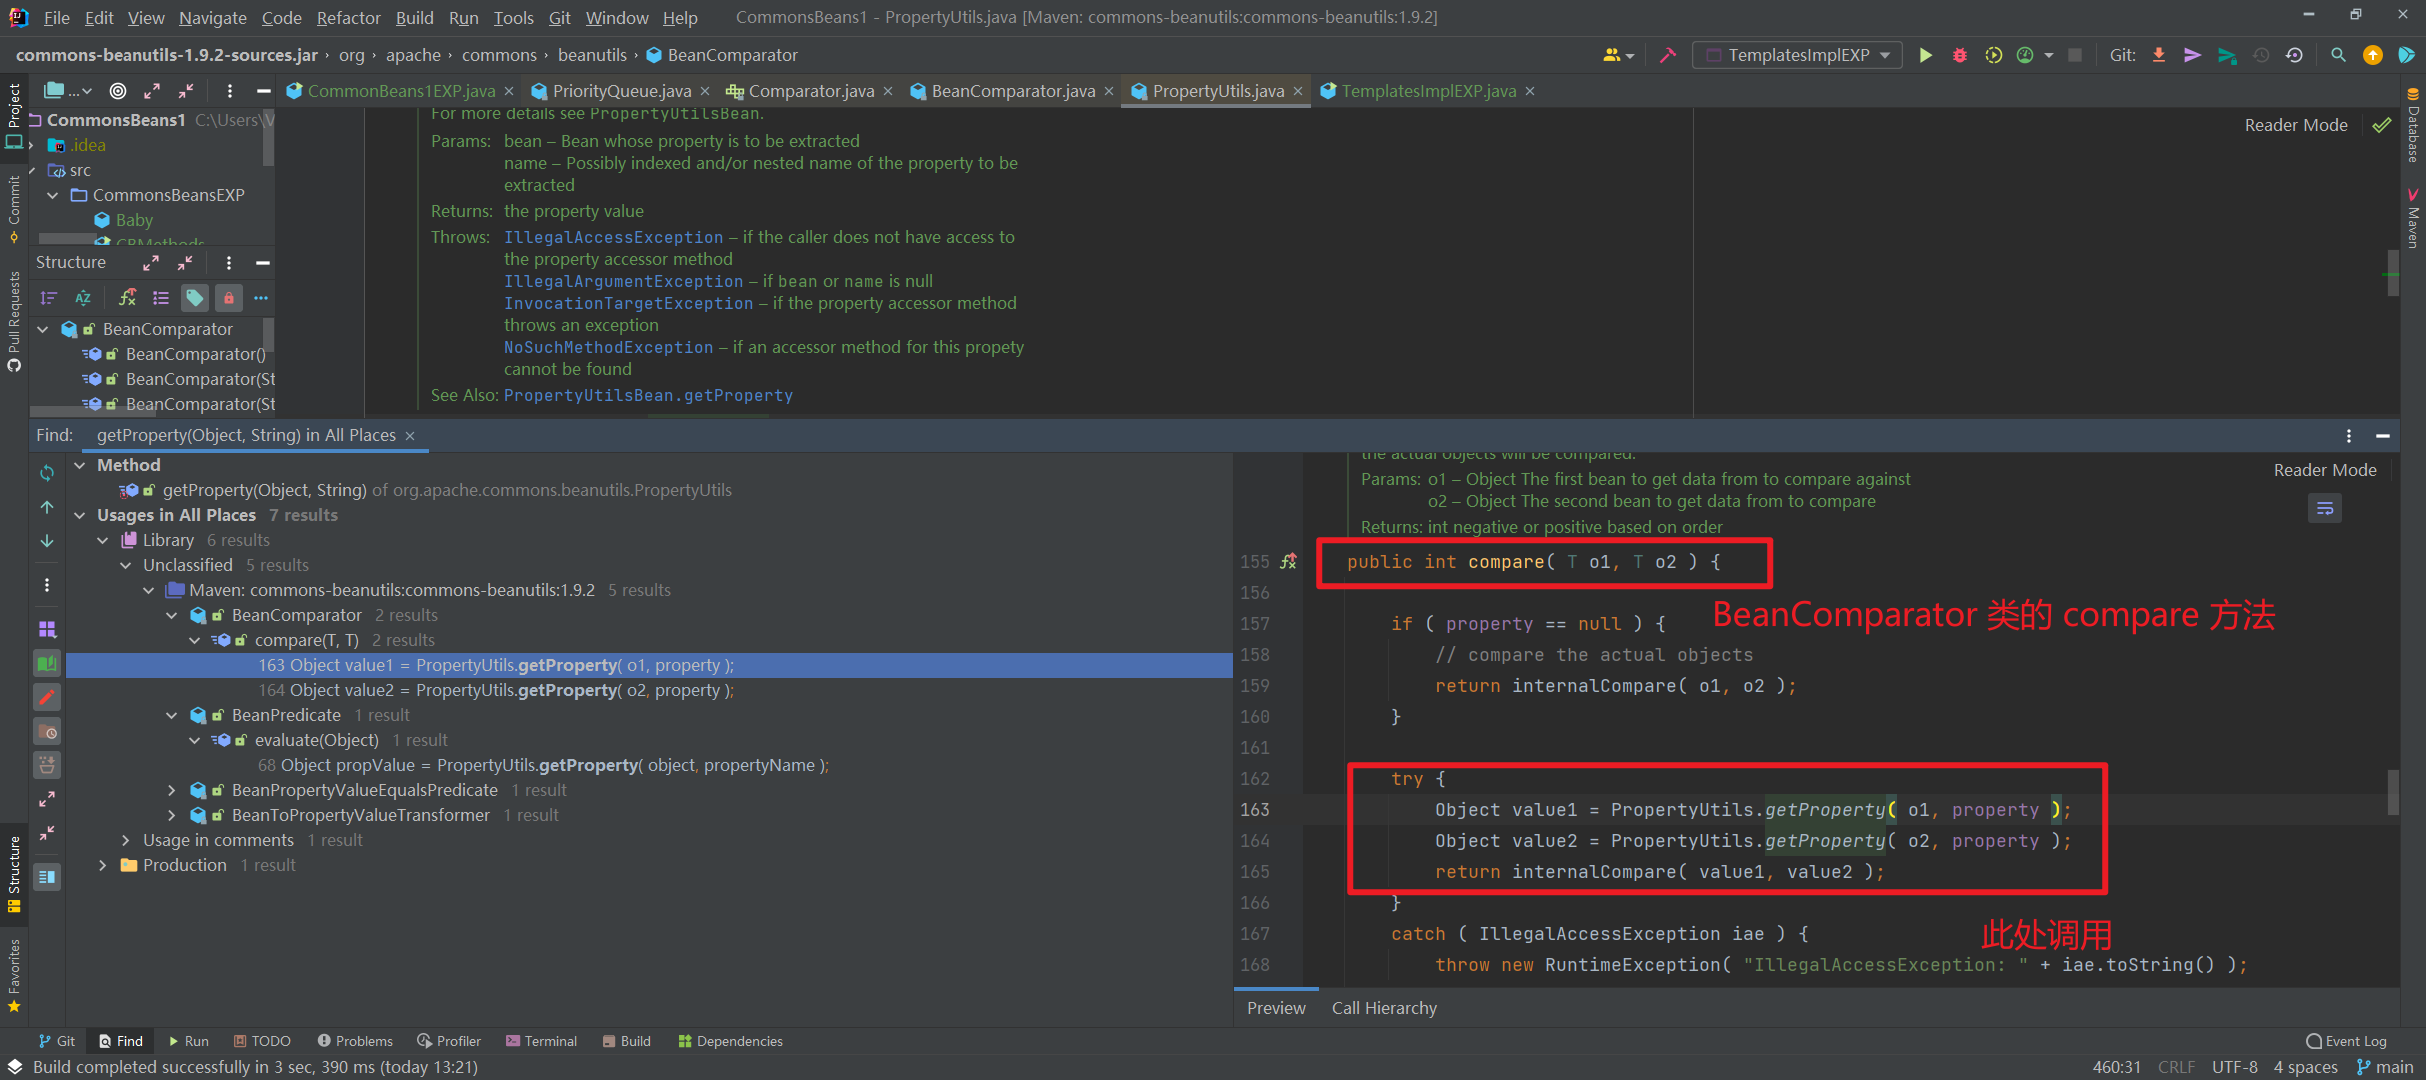 File Edit View Navigate Code Refactor Build Run Tools Git Window Help CommonsBeans1 - PropertyUtils.java [Maven: commons-beanutils:commons-beanutils:1.9.2]
commons-beanutils-1.9.2-sources.jar › org › apache › commons › beanutils › BeanComparator
TemplatesImplEXP
Git:
Project
Commit
Pull Requests
Structure
Favorites
Database
Maven
...
CommonsBeans1 C:\Users\V
.idea
src
CommonsBeansEXP
Baby
CBMethods
Structure
BeanComparator
BeanComparator()
BeanComparator(St
BeanComparator(St
CommonBeans1EXP.java × PriorityQueue.java × Comparator.java × BeanComparator.java × PropertyUtils.java × TemplatesImplEXP.java ×
Reader Mode
For more details see PropertyUtilsBean.
Params: bean – Bean whose property is to be extracted
name – Possibly indexed and/or nested name of the property to be
extracted
Returns: the property value
Throws: IllegalAccessException – if the caller does not have access to
the property accessor method
IllegalArgumentException – if bean or name is null
InvocationTargetException – if the property accessor method
throws an exception
NoSuchMethodException – if an accessor method for this propety
cannot be found
See Also: PropertyUtilsBean.getProperty
Find: getProperty(Object, String) in All Places ×
Method
getProperty(Object, String) of org.apache.commons.beanutils.PropertyUtils
Usages in All Places 7 results
Library 6 results
Unclassified 5 results
Maven: commons-beanutils:commons-beanutils:1.9.2 5 results
BeanComparator 2 results
compare(T, T) 2 results
163 Object value1 = PropertyUtils.getProperty( o1, property );
164 Object value2 = PropertyUtils.getProperty( o2, property );
BeanPredicate 1 result
evaluate(Object) 1 result
68 Object propValue = PropertyUtils.getProperty( object, propertyName );
BeanPropertyValueEqualsPredicate 1 result
BeanToPropertyValueTransformer 1 result
Usage in comments 1 result
Production 1 result
the actual objects will be compared.
Reader Mode
Params: o1 – Object The first bean to get data from to compare against
o2 – Object The second bean to get data from to compare
Returns: int negative or positive based on order
155 public int compare( T o1, T o2 ) {
156
BeanComparator 类的 compare 方法
157 if ( property == null ) {
158 // compare the actual objects
159 return internalCompare( o1, o2 );
160 }
161
162 try {
163 Object value1 = PropertyUtils.getProperty( o1, property );
164 Object value2 = PropertyUtils.getProperty( o2, property );
165 return internalCompare( value1, value2 );
166 }
此处调用
167 catch ( IllegalAccessException iae ) {
168 throw new RuntimeException( "IllegalAccessException: " + iae.toString() );
Preview Call Hierarchy
Git Find Run TODO Problems Profiler Terminal Build Dependencies Event Log
Build completed successfully in 3 sec, 390 ms (today 13:21) 460:31 CRLF UTF-8 4 spaces main